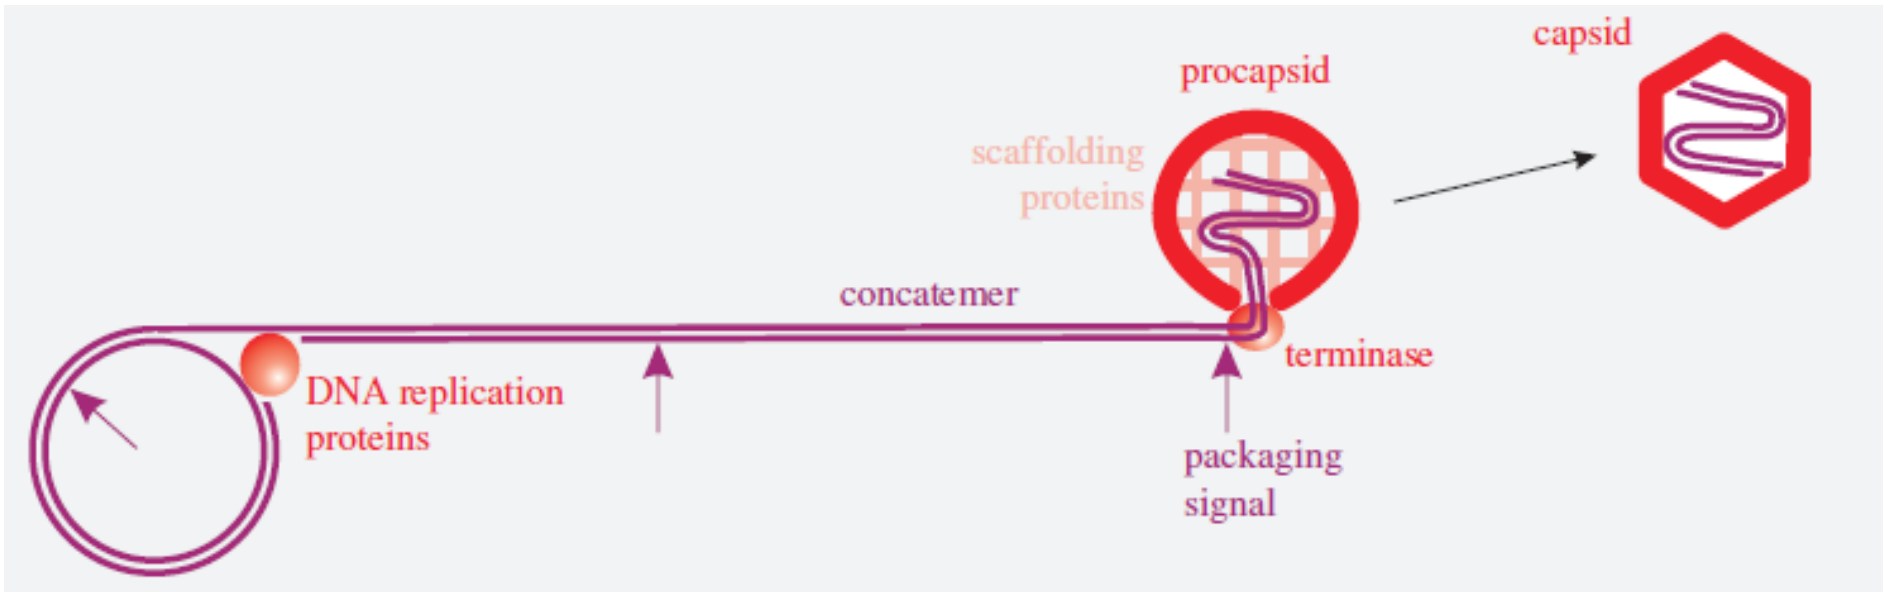 capsid
procapsid
scaffolding
proteins
concatemer
terminase
DNA replication
proteins
packaging
signal